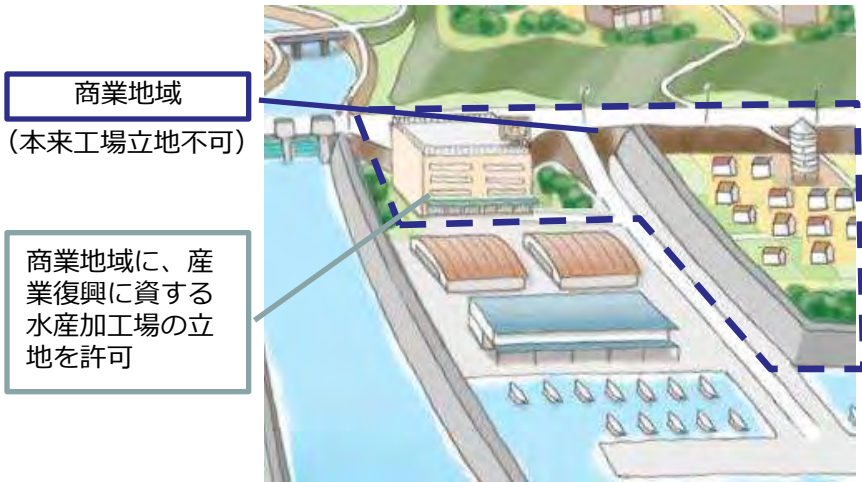 商業地域
（本来工場立地不可）
商業地域に、産
業復興に資する
水産加工場の立
地を許可